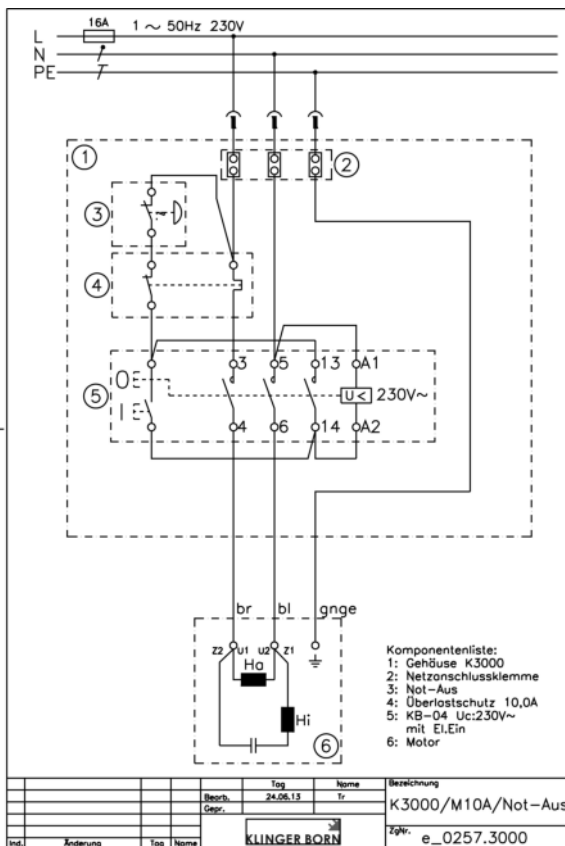 16A 1 ~ 50Hz 230V
L
N
PE
1
2
3
4
O
3 5 13 A1
5
U< 230V~
I
4 6 14 A2
br bl gnge
Z2 U1 U2 Z1
Ha
Hi
6
Komponentenliste:
1: Gehäuse K3000
2: Netzanschlussklemme
3: Not-Aus
4: Überlastschutz 10,0A
5: KB-04 Uc:230V~
mit El.Ein
6: Motor
Tag Name Bezeichnung
Bearb. 24.06.13 Tr
Gepr.
K3000/M10A/Not-Aus
KLINGER BORN
ZgNr. e_0257.3000
Ind. Änderung Tag Name